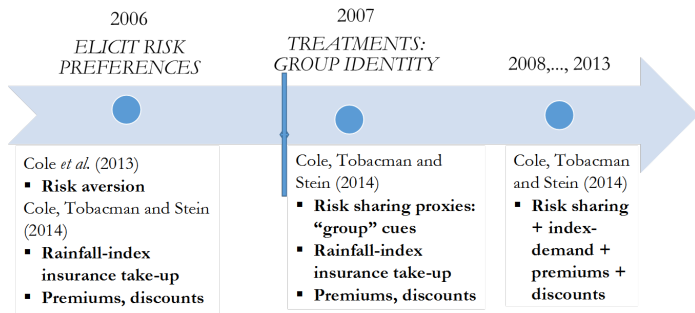 2006
ELICIT RISK
PREFERENCES
2007
TREATMENTS:
GROUP IDENTITY
2008,..., 2013
Cole et al. (2013)
▪ Risk aversion
Cole, Tobacman and Stein
(2014)
▪ Rainfall-index
insurance take-up
▪ Premiums, discounts
Cole, Tobacman and
Stein (2014)
▪ Risk sharing proxies:
“group” cues
▪ Rainfall-index
insurance take-up
▪ Premiums, discounts
Cole, Tobacman
and Stein (2014)
▪ Risk sharing
+ index-
demand +
premiums +
discounts